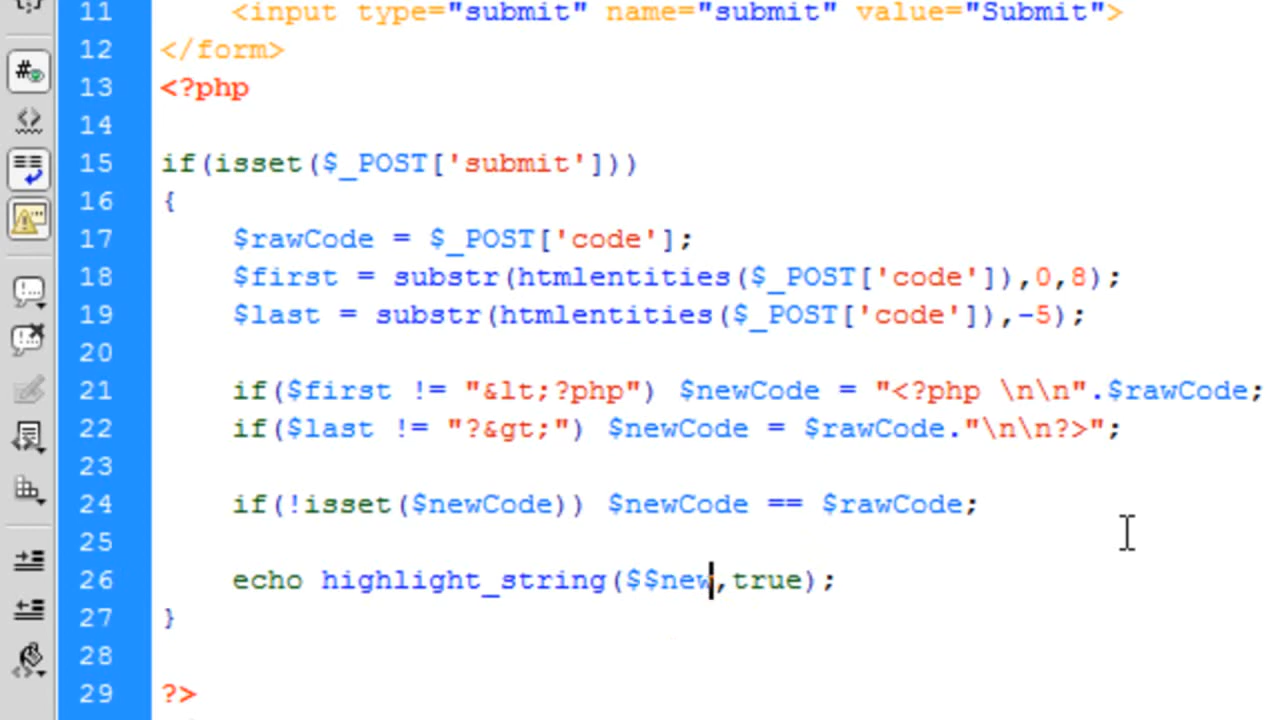 11 <input type="submit" name="submit" value="Submit">
12 </form>
13 <?php
14
15 if(isset($_POST['submit']))
16 {
17 $rawCode = $_POST['code'];
18 $first = substr(htmlentities($_POST['code']),0,8);
19 $last = substr(htmlentities($_POST['code']),-5);
20
21 if($first != "&lt;?php") $newCode = "<?php \n\n".$rawCode;
22 if($last != "?&gt;") $newCode = $rawCode."\n\n?>";
23
24 if(!isset($newCode)) $newCode == $rawCode;
25
26 echo highlight_string($$new,true);
27 }
28
29 ?>